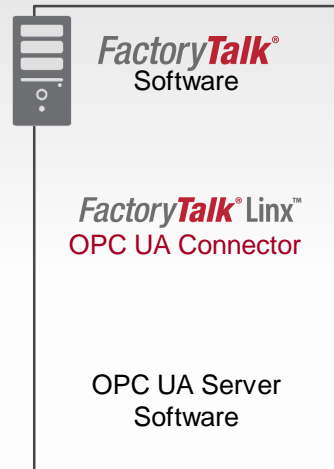 FactoryTalk®
Software
FactoryTalk® Linx™
OPC UA Connector
OPC UA Server
Software